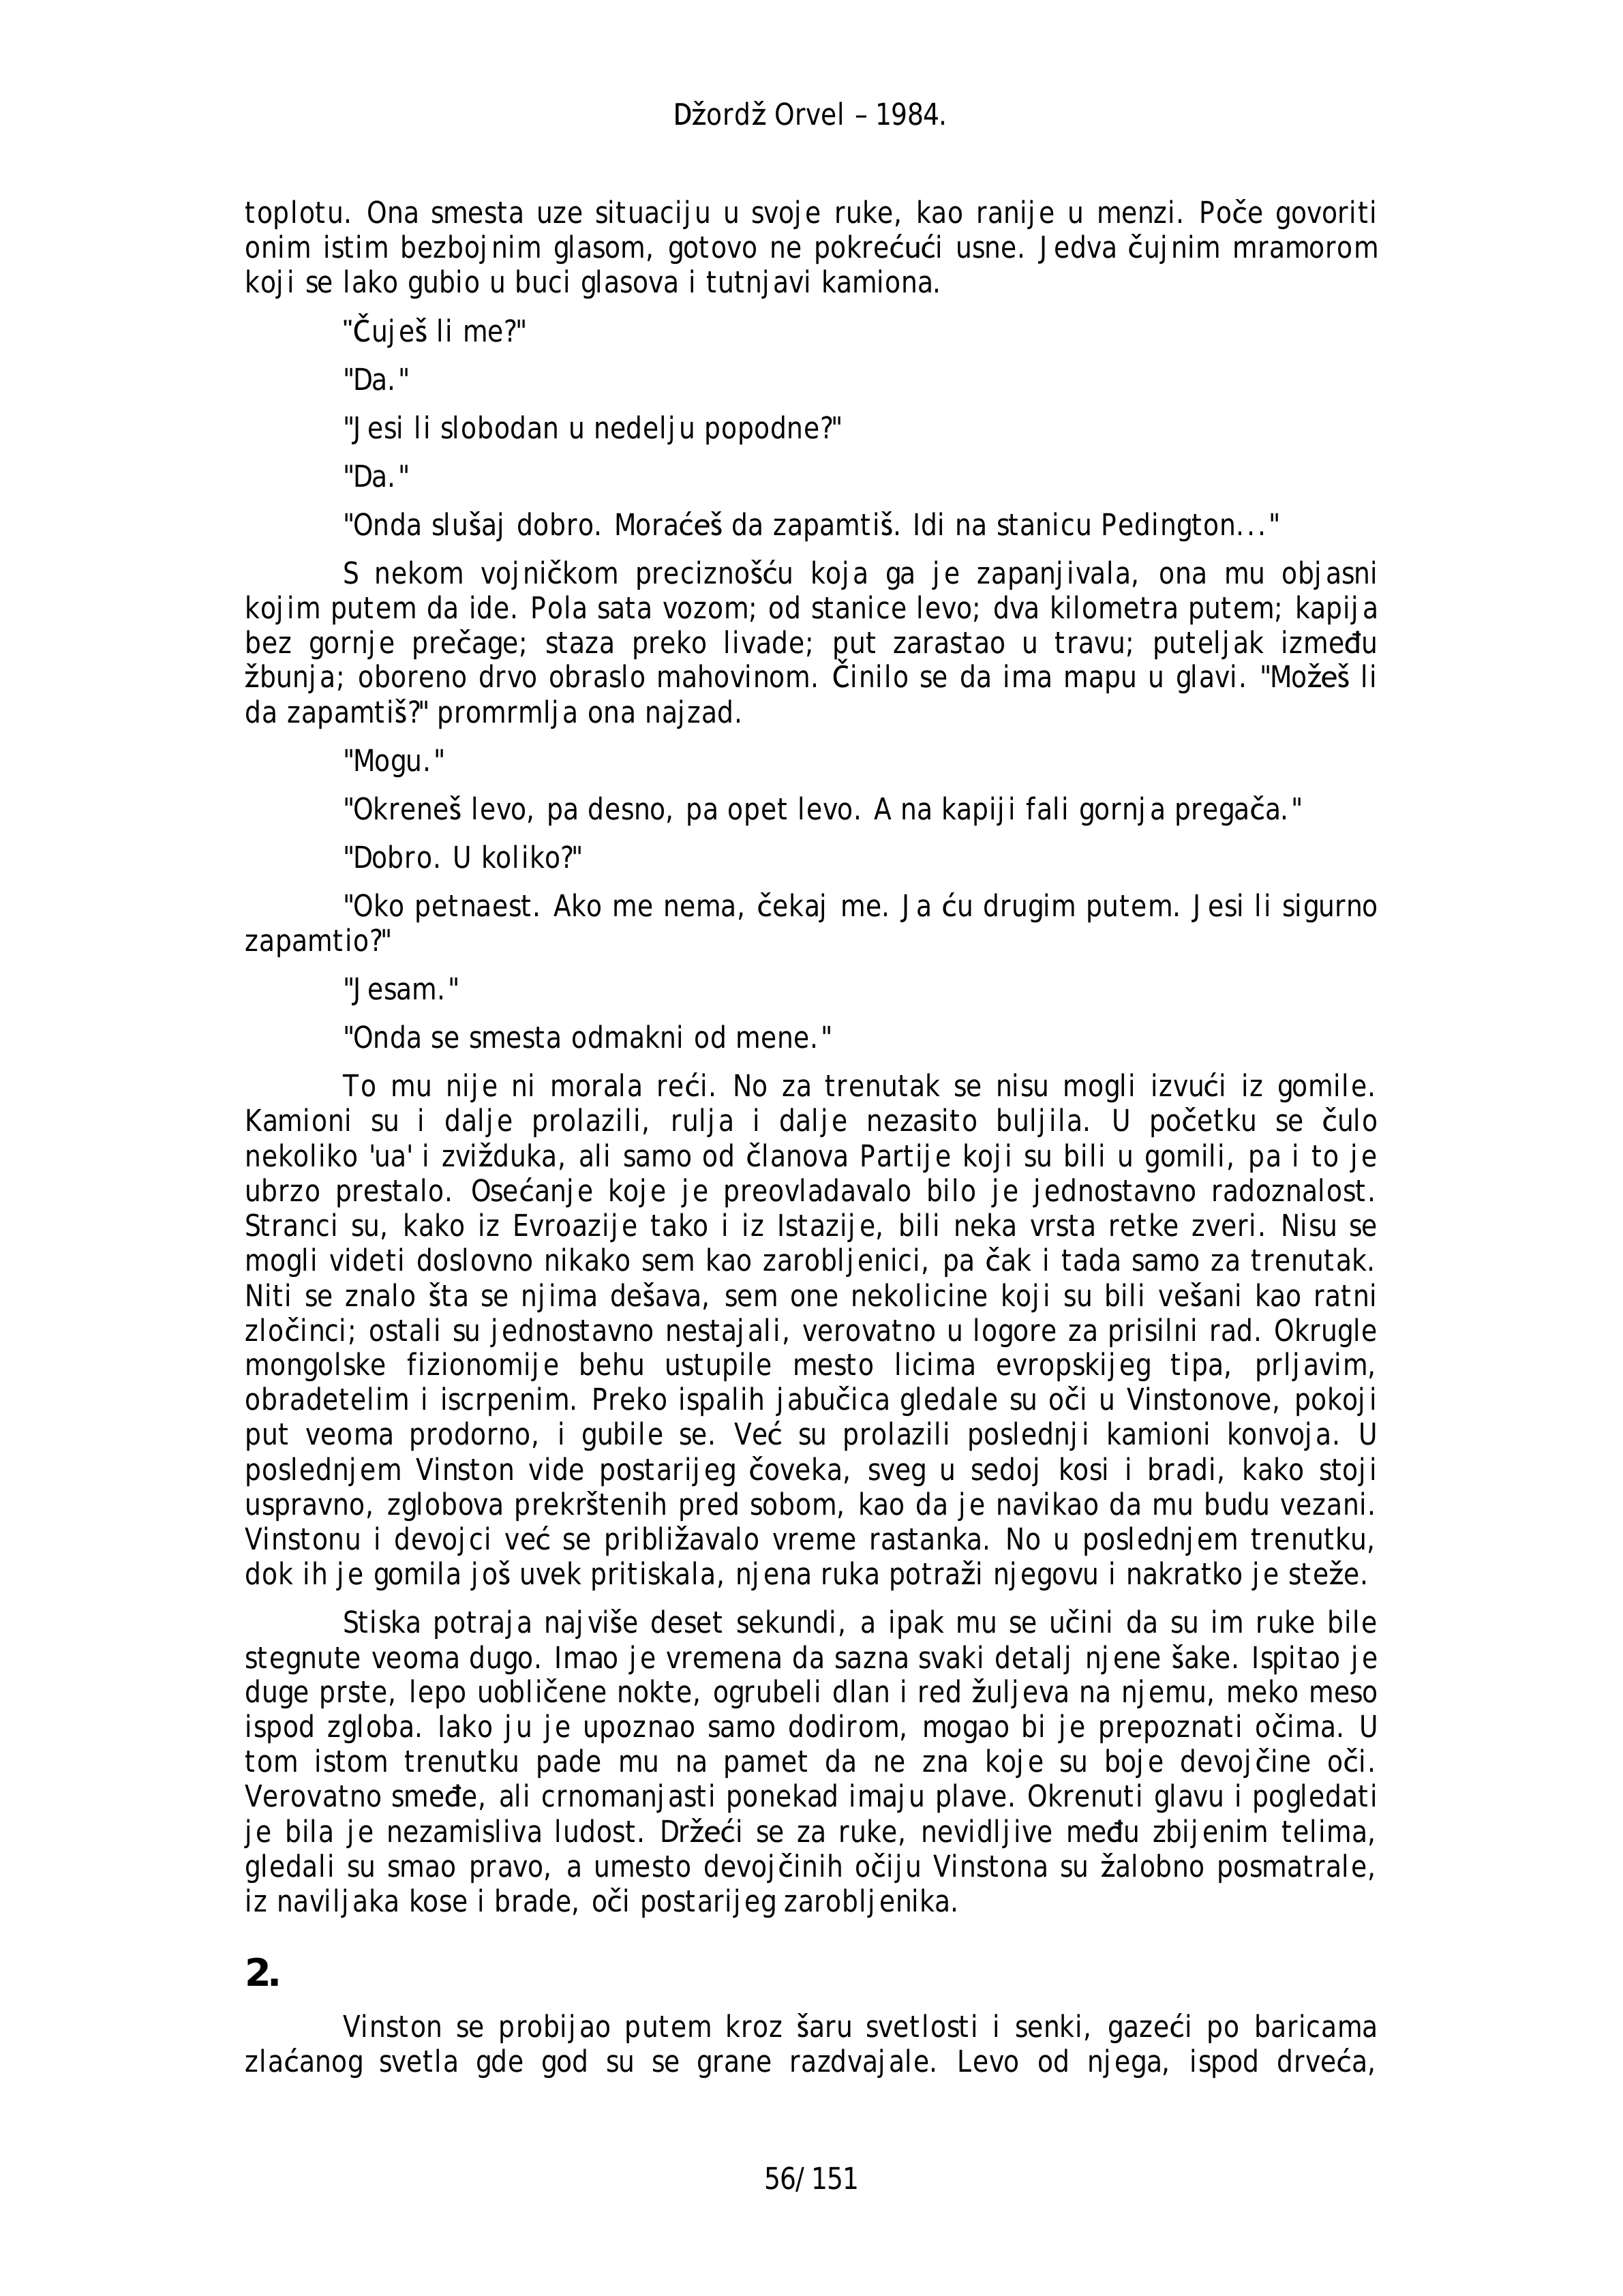 Džordž Orvel – 1984.
toplotu. Ona smesta uze situaciju u svoje ruke, kao ranije u menzi. Poče govoriti
onim istim bezbojnim glasom, gotovo ne pokrećući usne. Jedva čujnim mramorom
koji se lako gubio u buci glasova i tutnjavi kamiona.
"Čuješ li me?"
"Da."
"Jesi li slobodan u nedelju popodne?"
"Da."
"Onda slušaj dobro. Moraćeš da zapamtiš. Idi na stanicu Pedington..."
S nekom vojničkom preciznošću koja ga je zapanjivala, ona mu objasni
kojim putem da ide. Pola sata vozom; od stanice levo; dva kilometra putem; kapija
bez gornje prečage; staza preko livade; put zarastao u travu; puteljak između
žbunja; oboreno drvo obraslo mahovinom. Činilo se da ima mapu u glavi. "Možeš li
da zapamtiš?" promrmlja ona najzad.
"Mogu."
"Okreneš levo, pa desno, pa opet levo. A na kapiji fali gornja pregača."
"Dobro. U koliko?"
"Oko petnaest. Ako me nema, čekaj me. Ja ću drugim putem. Jesi li sigurno
zapamtio?"
"Jesam."
"Onda se smesta odmakni od mene."
To mu nije ni morala reći. No za trenutak se nisu mogli izvući iz gomile.
Kamioni su i dalje prolazili, rulja i dalje nezasito buljila. U početku se čulo
nekoliko 'ua' i zvižduka, ali samo od članova Partije koji su bili u gomili, pa i to je
ubrzo prestalo. Osećanje koje je preovladavalo bilo je jednostavno radoznalost.
Stranci su, kako iz Evroazije tako i iz Istazije, bili neka vrsta retke zveri. Nisu se
mogli videti doslovno nikako sem kao zarobljenici, pa čak i tada samo za trenutak.
Niti se znalo šta se njima dešava, sem one nekolicine koji su bili vešani kao ratni
zločinci; ostali su jednostavno nestajali, verovatno u logore za prisilni rad. Okrugle
mongolske fizionomije behu ustupile mesto licima evropskijeg tipa, prljavim,
obradetelim i iscrpenim. Preko ispalih jabučica gledale su oči u Vinstonove, pokoji
put veoma prodorno, i gubile se. Već su prolazili poslednji kamioni konvoja. U
poslednjem Vinston vide postarijeg čoveka, sveg u sedoj kosi i bradi, kako stoji
uspravno, zglobova prekrštenih pred sobom, kao da je navikao da mu budu vezani.
Vinstonu i devojci već se približavalo vreme rastanka. No u poslednjem trenutku,
dok ih je gomila još uvek pritiskala, njena ruka potraži njegovu i nakratko je steže.
Stiska potraja najviše deset sekundi, a ipak mu se učini da su im ruke bile
stegnute veoma dugo. Imao je vremena da sazna svaki detalj njene šake. Ispitao je
duge prste, lepo uobličene nokte, ogrubeli dlan i red žuljeva na njemu, meko meso
ispod zgloba. Iako ju je upoznao samo dodirom, mogao bi je prepoznati očima. U
tom istom trenutku pade mu na pamet da ne zna koje su boje devojčine oči.
Verovatno smeđe, ali crnomanjasti ponekad imaju plave. Okrenuti glavu i pogledati
je bila je nezamisliva ludost. Držeći se za ruke, nevidljive među zbijenim telima,
gledali su smao pravo, a umesto devojčinih očiju Vinstona su žalobno posmatrale,
iz naviljaka kose i brade, oči postarijeg zarobljenika.
2.
Vinston se probijao putem kroz šaru svetlosti i senki, gazeći po baricama
zlaćanog svetla gde god su se grane razdvajale. Levo od njega, ispod drveća,
56/151